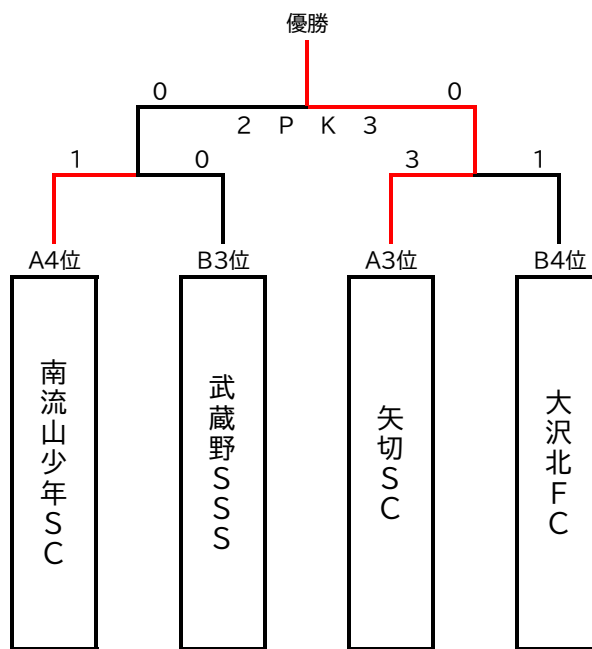 優勝
0 0
2 P K 3
1 0 3 1
A4位 B3位 A3位 B4位
南流山少年SC
武蔵野SSS
矢切SC
大沢北FC